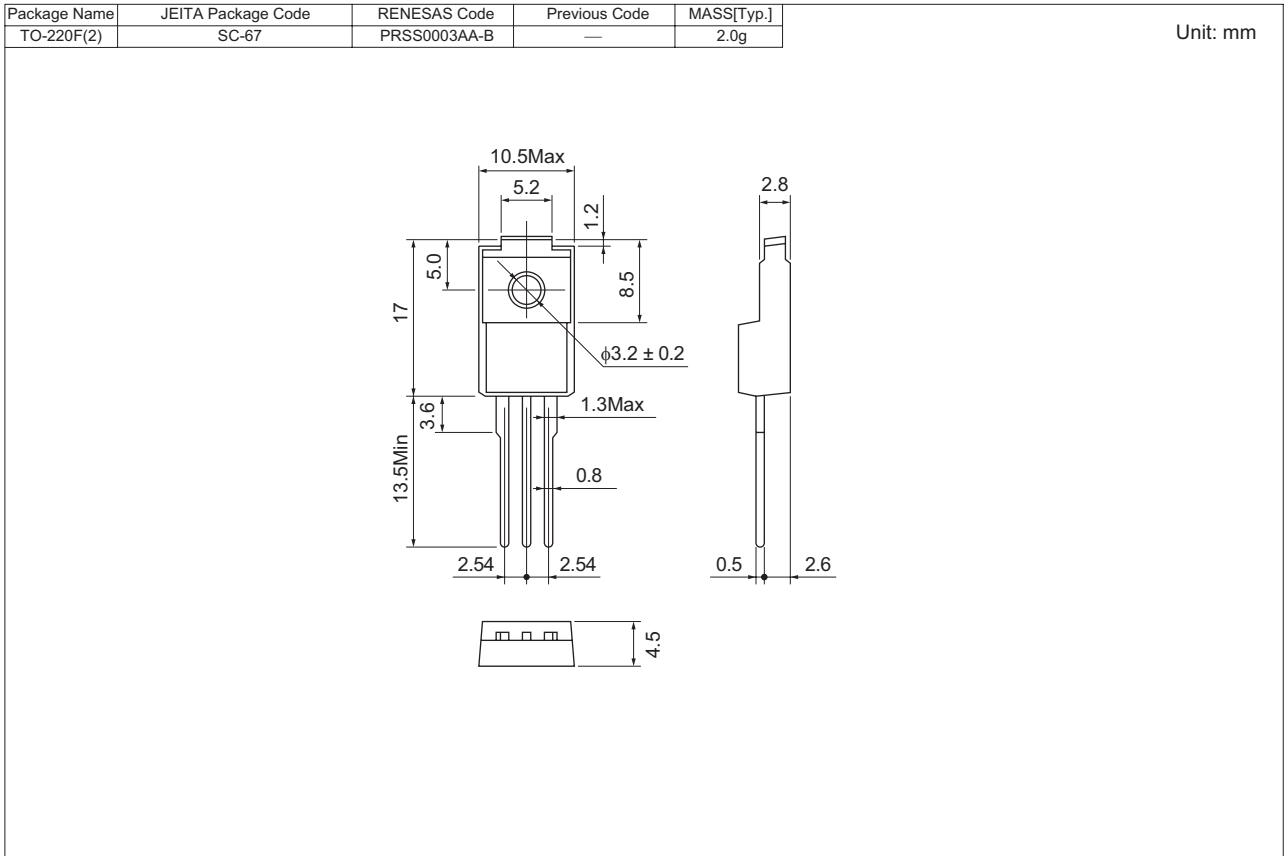 Package Name JEITA Package Code RENESAS Code Previous Code MASS[Typ.]
TO-220F(2) SC-67 PRSS0003AA-B — 2.0g
Unit: mm
10.5Max
5.2
2.8
1.2
5.0
8.5
17
ϕ3.2 ± 0.2
3.6
1.3Max
13.5Min
0.8
2.54 2.54
0.5 2.6
4.5